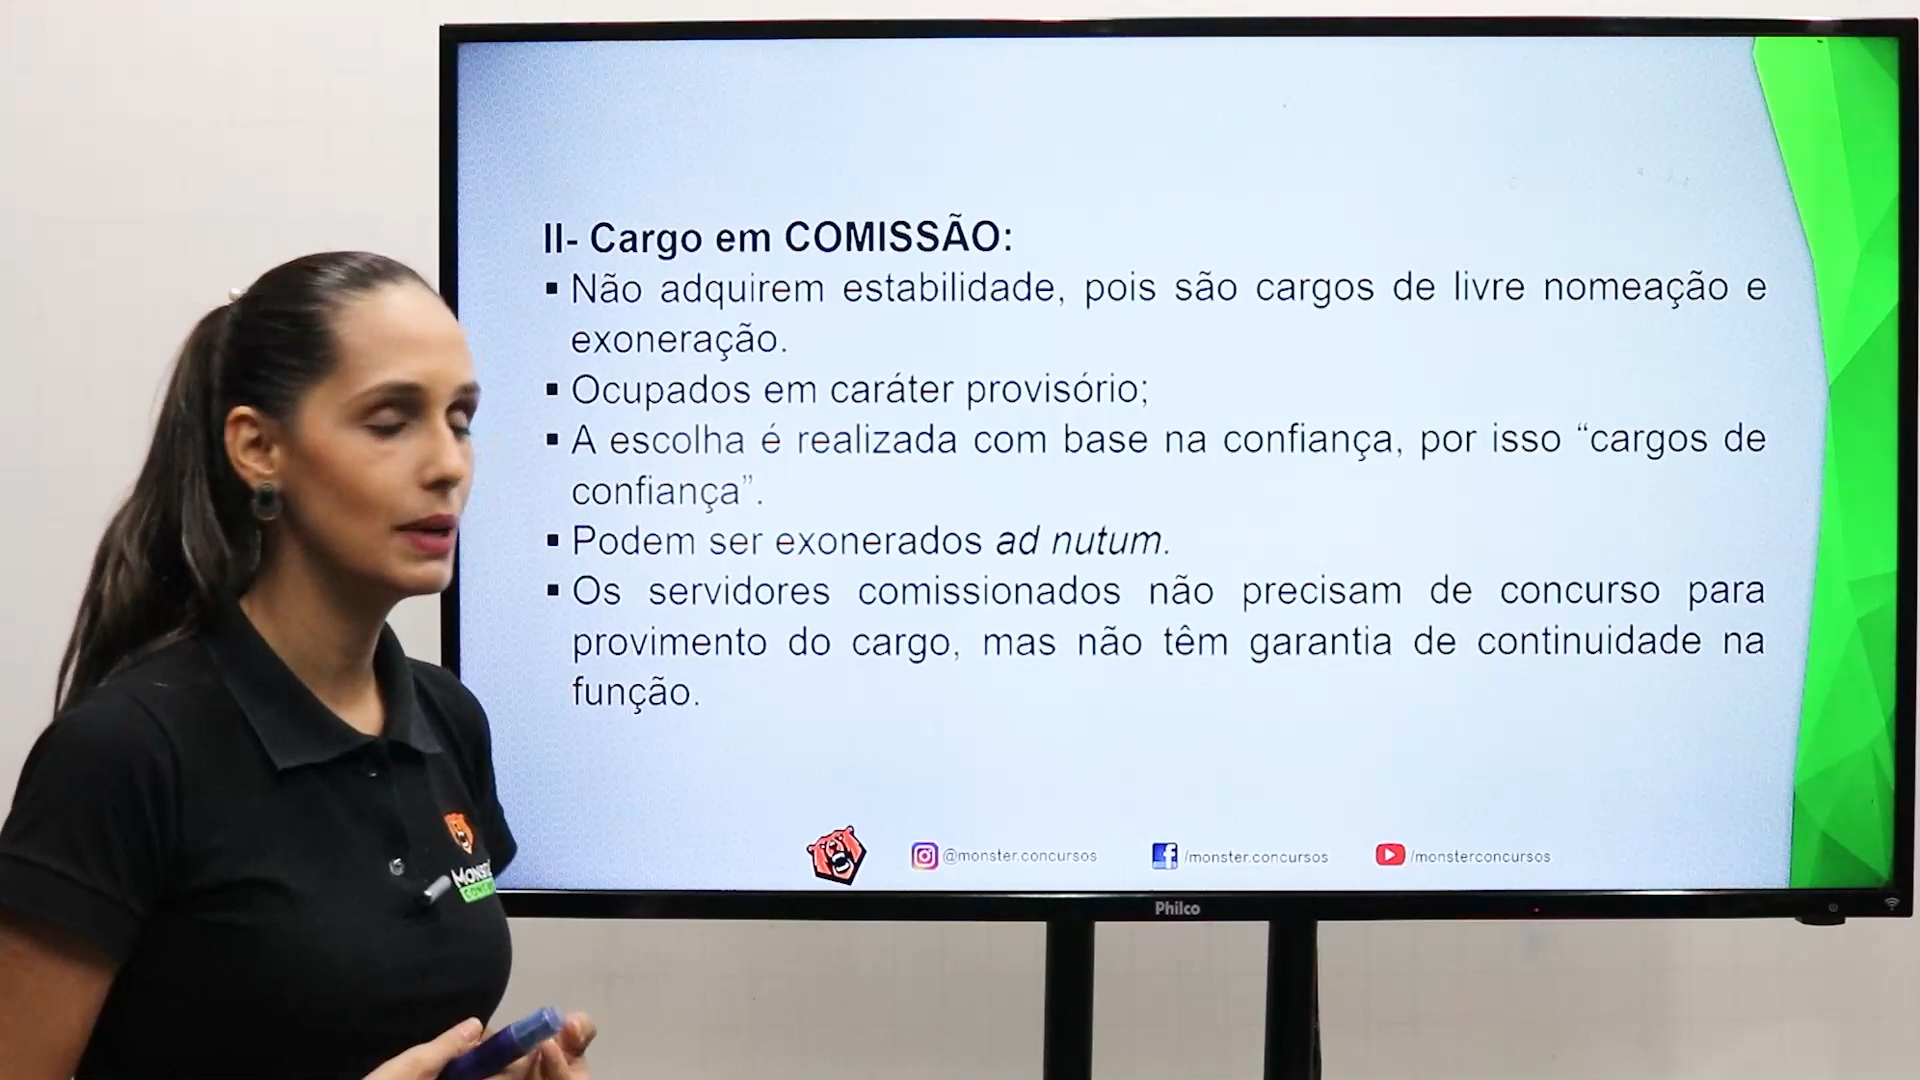 II- Cargo em COMISSÃO:
▪ Não adquirem estabilidade, pois são cargos de livre nomeação e
exoneração.
▪ Ocupados em caráter provisório;
▪ A escolha é realizada com base na confiança, por isso “cargos de
confiança”.
▪ Podem ser exonerados ad nutum.
▪ Os servidores comissionados não precisam de concurso para
provimento do cargo, mas não têm garantia de continuidade na
função.
@monster.concursos /monster.concursos /monsterconcursos
Philco